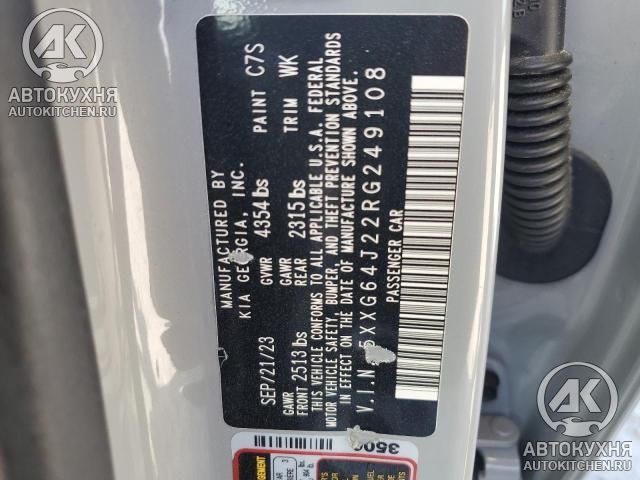 MANUFACTURED BY
KIA GEORGIA, INC.
SEP/21/23 GVWR 4354 lbs PAINT C7S
GAWR FRONT 2513 lbs GAWR REAR 2315 lbs TRIM WK
THIS VEHICLE CONFORMS TO ALL APPLICABLE U.S.A. FEDERAL
MOTOR VEHICLE SAFETY, BUMPER, AND THEFT PREVENTION STANDARDS
IN EFFECT ON THE DATE OF MANUFACTURE SHOWN ABOVE.
V.I.N 5XXG64J22RG249108
PASSENGER CAR
АК
АВТОКУХНЯ
AUTOKITCHEN.RU
АК
АВТОКУХНЯ
AUTOKITCHEN.RU